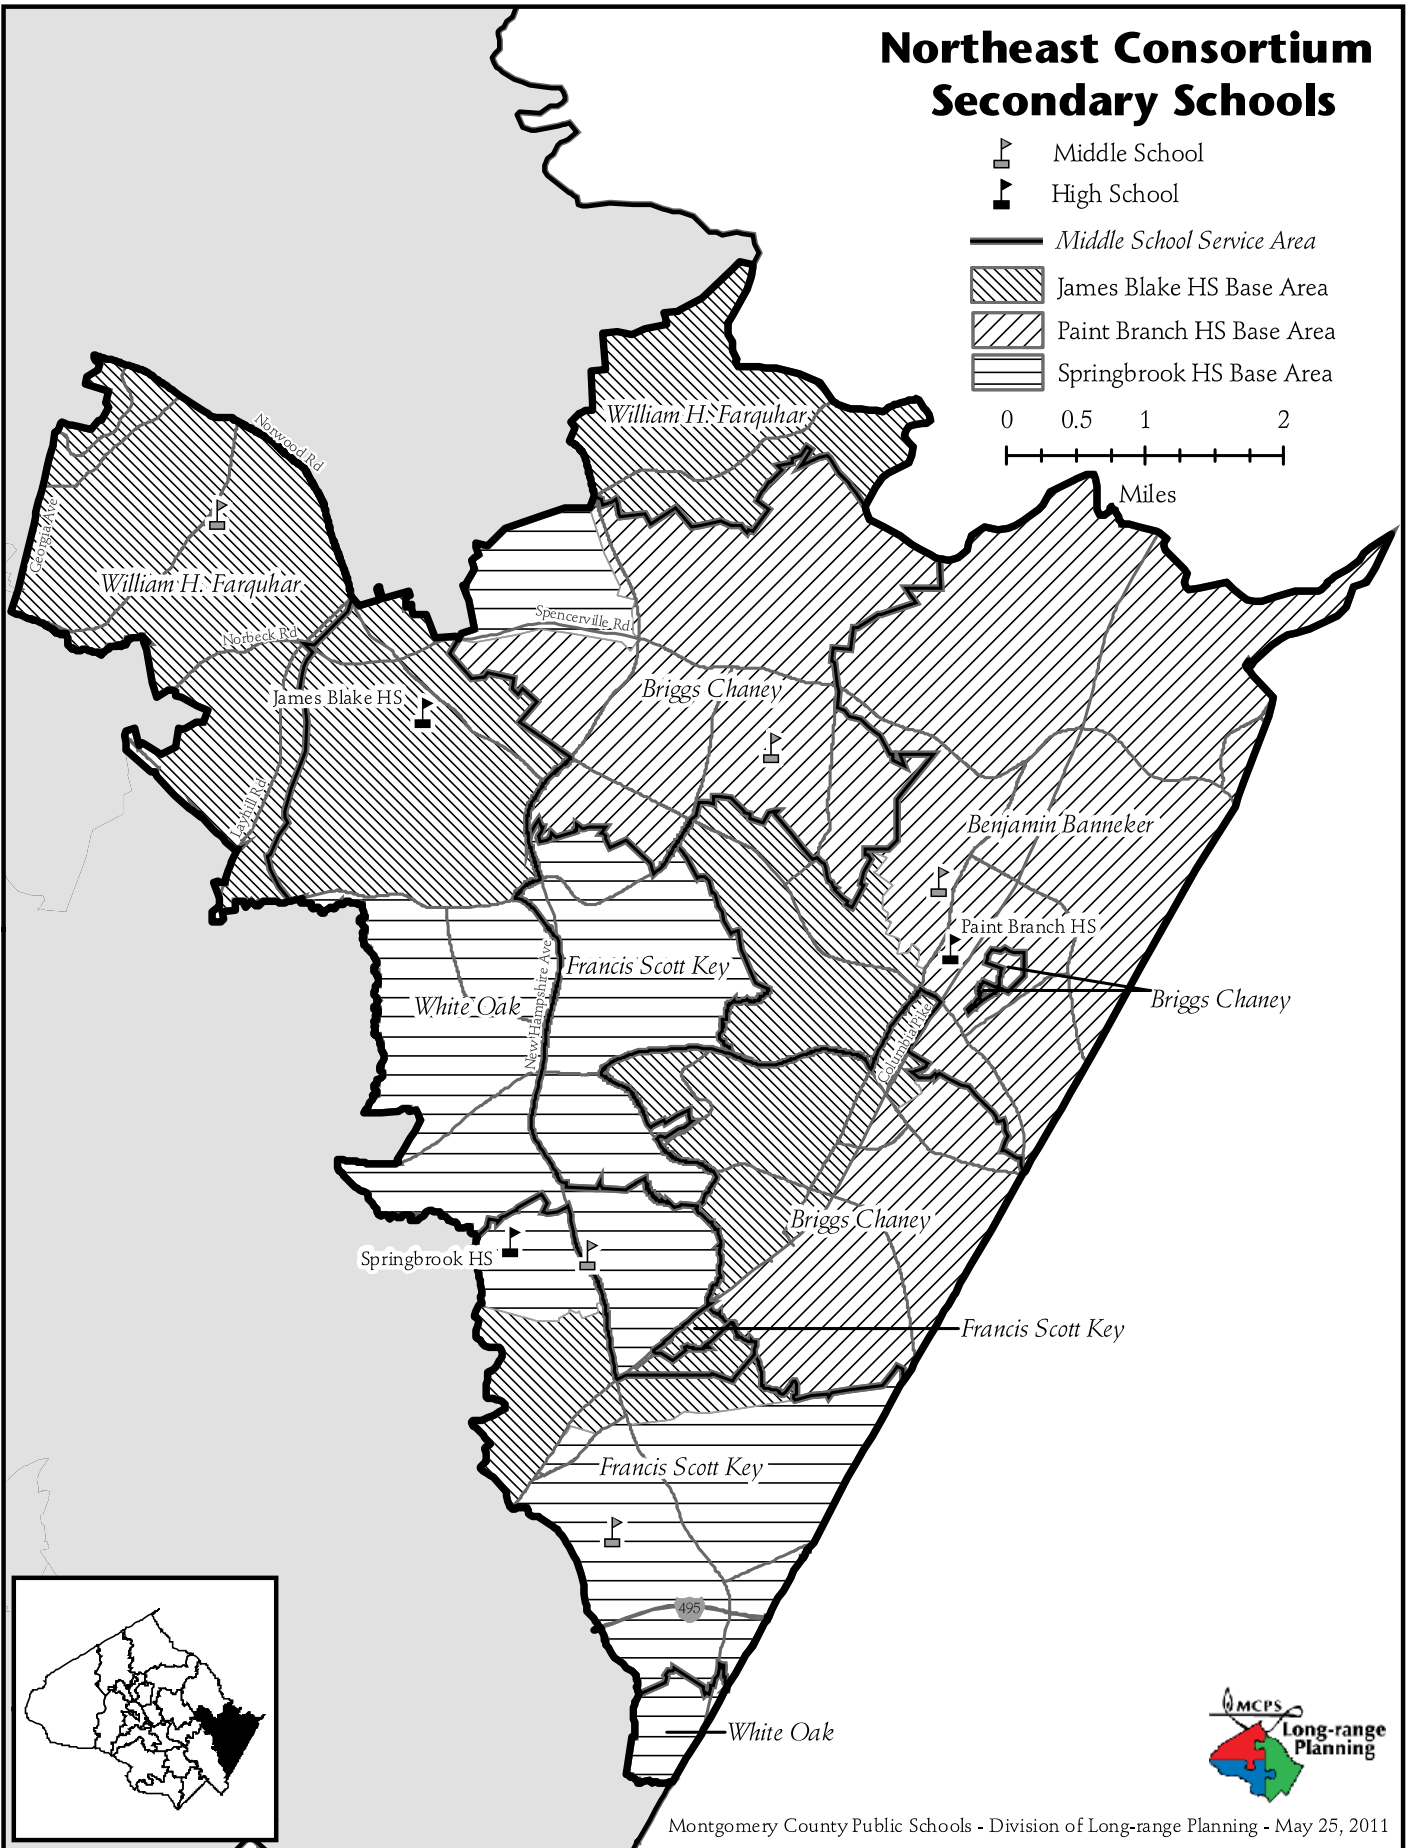 Northeast Consortium
Secondary Schools
Middle School
High School
Middle School Service Area
James Blake HS Base Area
Paint Branch HS Base Area
Springbrook HS Base Area
0 0.5 1 2
Miles
William H. Farquhar
Norwood Rd
Georgia Ave
William H. Farquhar
Spencerville Rd
Norbeck Rd
James Blake HS
Briggs Chaney
Layhill Rd
Benjamin Banneker
Paint Branch HS
Francis Scott Key
White Oak
New Hampshire Ave
Briggs Chaney
Columbia Pike
Briggs Chaney
Springbrook HS
Francis Scott Key
Francis Scott Key
495
White Oak
MCPS
Long-range
Planning
Montgomery County Public Schools - Division of Long-range Planning - May 25, 2011